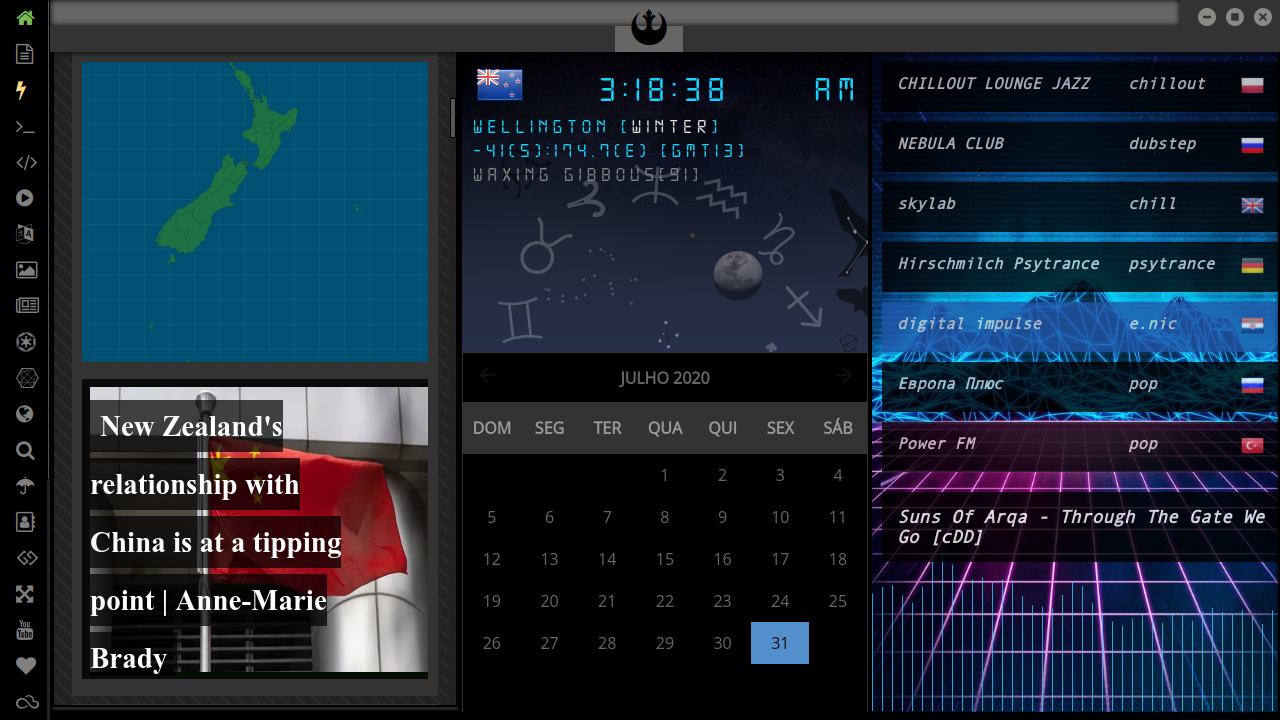 New Zealand's
relationship with
China is at a tipping
point | Anne-Marie
Brady
3:18:38 AM
WELLINGTON (WINTER)
-41(S):174.7(E) (GMT13)
WAXING GIBBOUS(91)
JULHO 2020
DOM SEG TER QUA QUI SEX SÁB
1 2 3 4
5 6 7 8 9 10 11
12 13 14 15 16 17 18
19 20 21 22 23 24 25
26 27 28 29 30 31
CHILLOUT LOUNGE JAZZ chillout
NEBULA CLUB dubstep
skylab chill
Hirschmilch Psytrance psytrance
digital impulse e.nic
Европа Плюс pop
Power FM pop
Suns Of Arqa - Through The Gate We
Go [cDD]
You
Tube